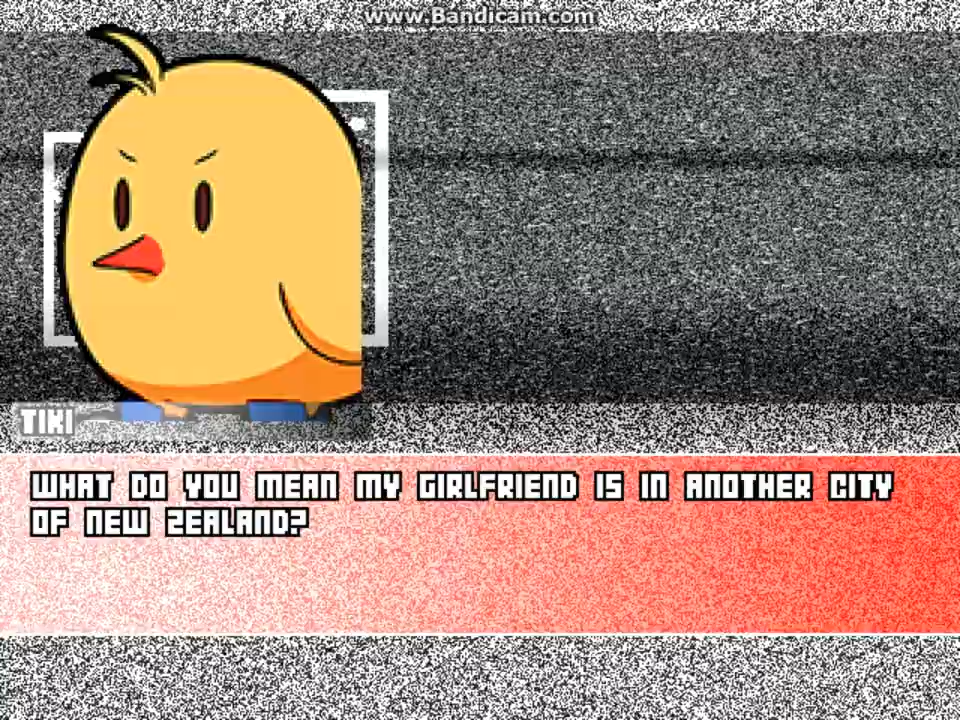 www.Bandicam.com
TIKI
WHAT DO YOU MEAN MY GIRLFRIEND IS IN ANOTHER CITY
OF NEW ZEALAND?